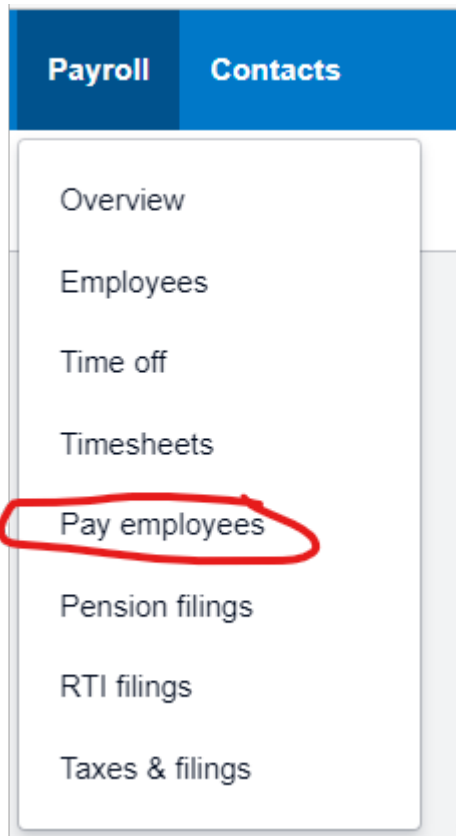 Payroll Contacts
Overview
Employees
Time off
Timesheets
Pay employees
Pension filings
RTI filings
Taxes & filings